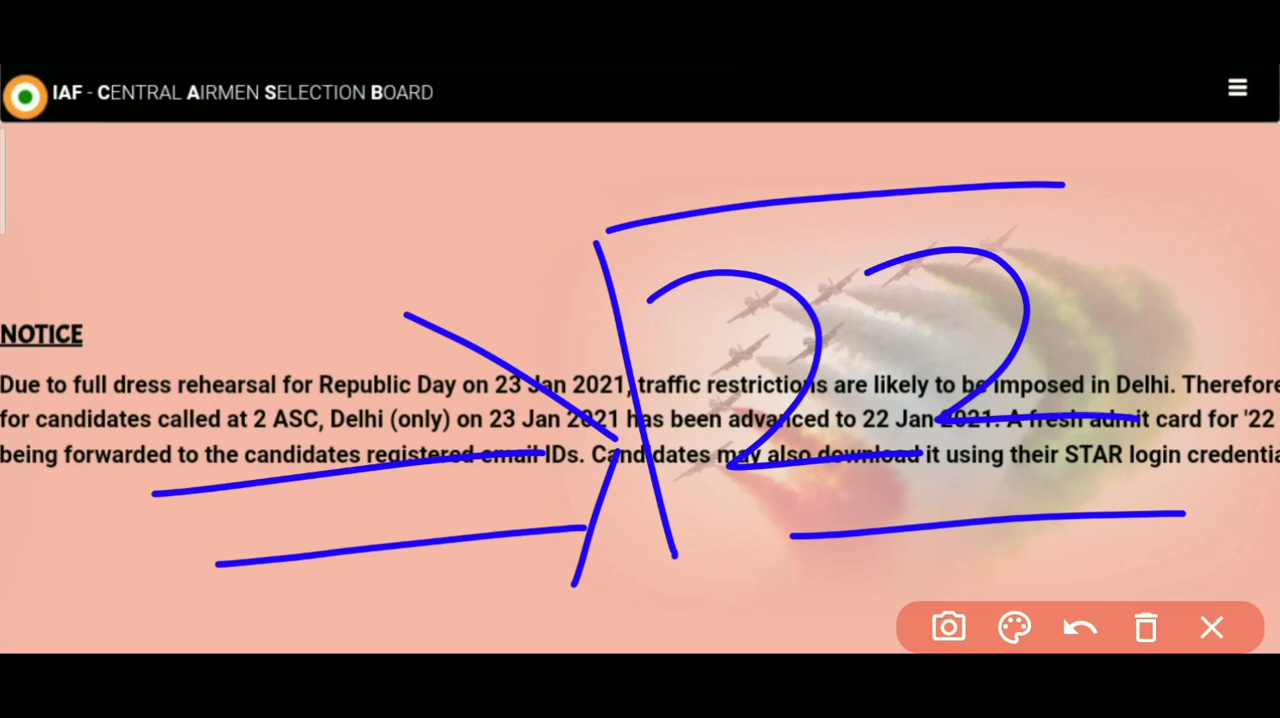 IAF - CENTRAL AIRMEN SELECTION BOARD
NOTICE
Due to full dress rehearsal for Republic Day on 23 Jan 2021, traffic restrictions are likely to be imposed in Delhi. Therefore
for candidates called at 2 ASC, Delhi (only) on 23 Jan 2021 has been advanced to 22 Jan 2021. A fresh admit card for '22
being forwarded to the candidates registered email IDs. Candidates may also download it using their STAR login credentia
22